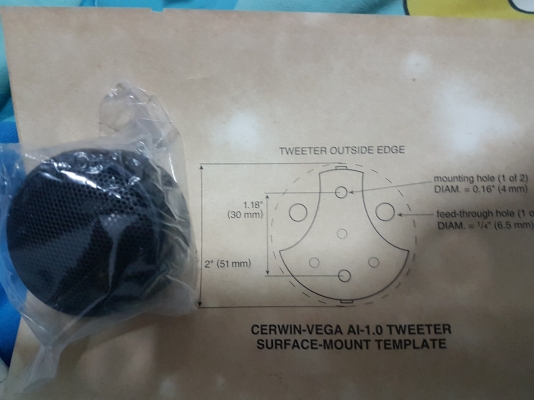 TWEETER OUTSIDE EDGE
mounting hole (1 of 2)
DIAM. = 0.16" (4 mm)
1.18"
(30 mm)
feed-through hole (1 o
DIAM. = 1/4" (6.5 mm)
2" (51 mm)
CERWIN-VEGA AI-1.0 TWEETER
SURFACE-MOUNT TEMPLATE